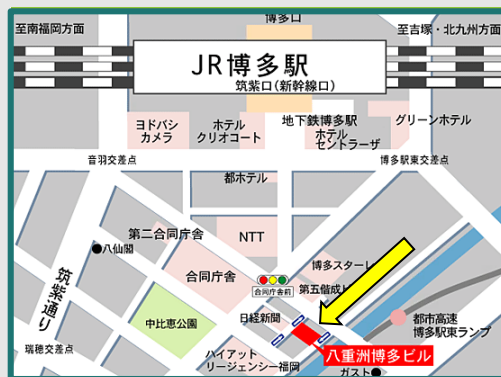 博多口
至南福岡方面
至吉塚・北九州方面
JR博多駅
筑紫口(新幹線口)
ヨドバシ
カメラ
ホテル
クリオコート
地下鉄博多駅
ホテル
セントラーザ
グリーンホテル
音羽交差点
博多駅東交差点
都ホテル
第二合同庁舎
NTT
八仙閣
合同庁舎
博多スターレ
筑紫通り
合同庁舎前
第五偕成
中比恵公園
日経新聞
都市高速
博多駅東ランプ
瑞穂交差点
ハイアット
リージェンシー福岡
八重洲博多ビル
ガスト